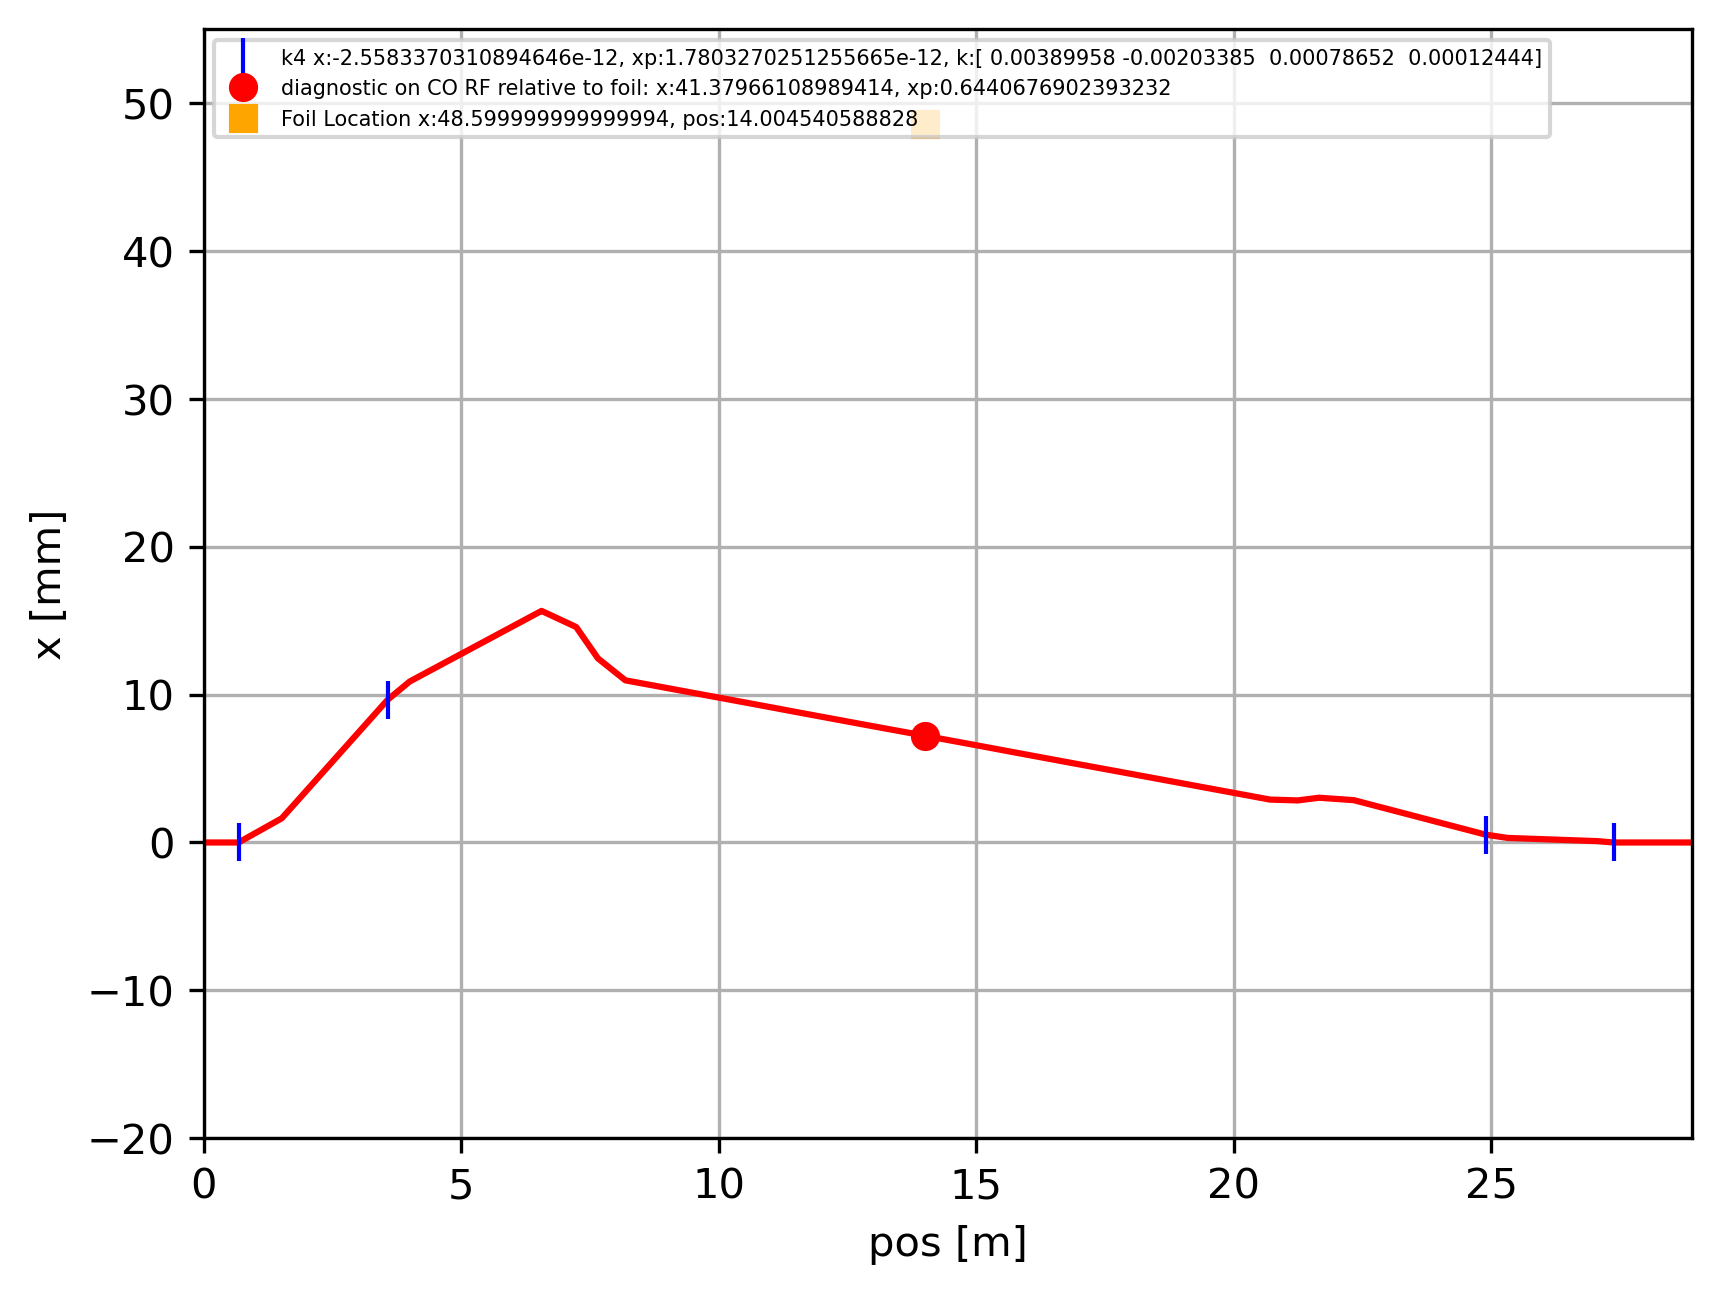 k4 x:-2.5583370310894646e-12, xp:1.7803270251255665e-12, k:[ 0.00389958 -0.00203385  0.00078652  0.00012444]
diagnostic on CO RF relative to foil: x:41.37966108989414, xp:0.6440676902393232
Foil Location x:48.599999999999994, pos:14.004540588828
50
40
30
20
10
0
−10
−20
x [mm]
0 5 10 15 20 25
pos [m]